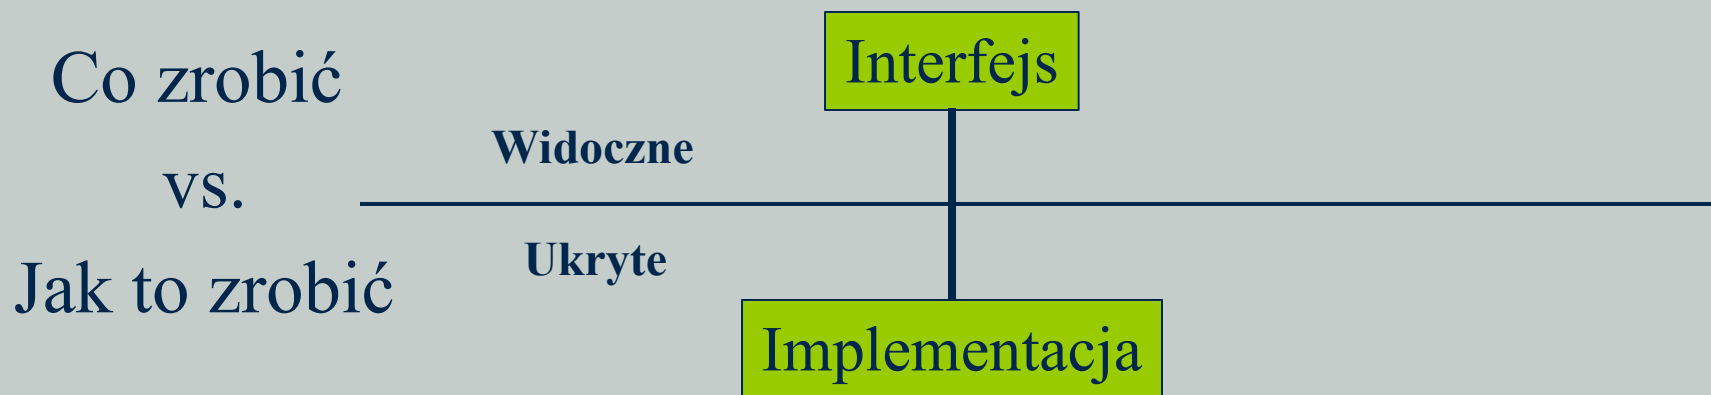 Co zrobić
vs.
Jak to zrobić
Interfejs
Widoczne
Ukryte
Implementacja